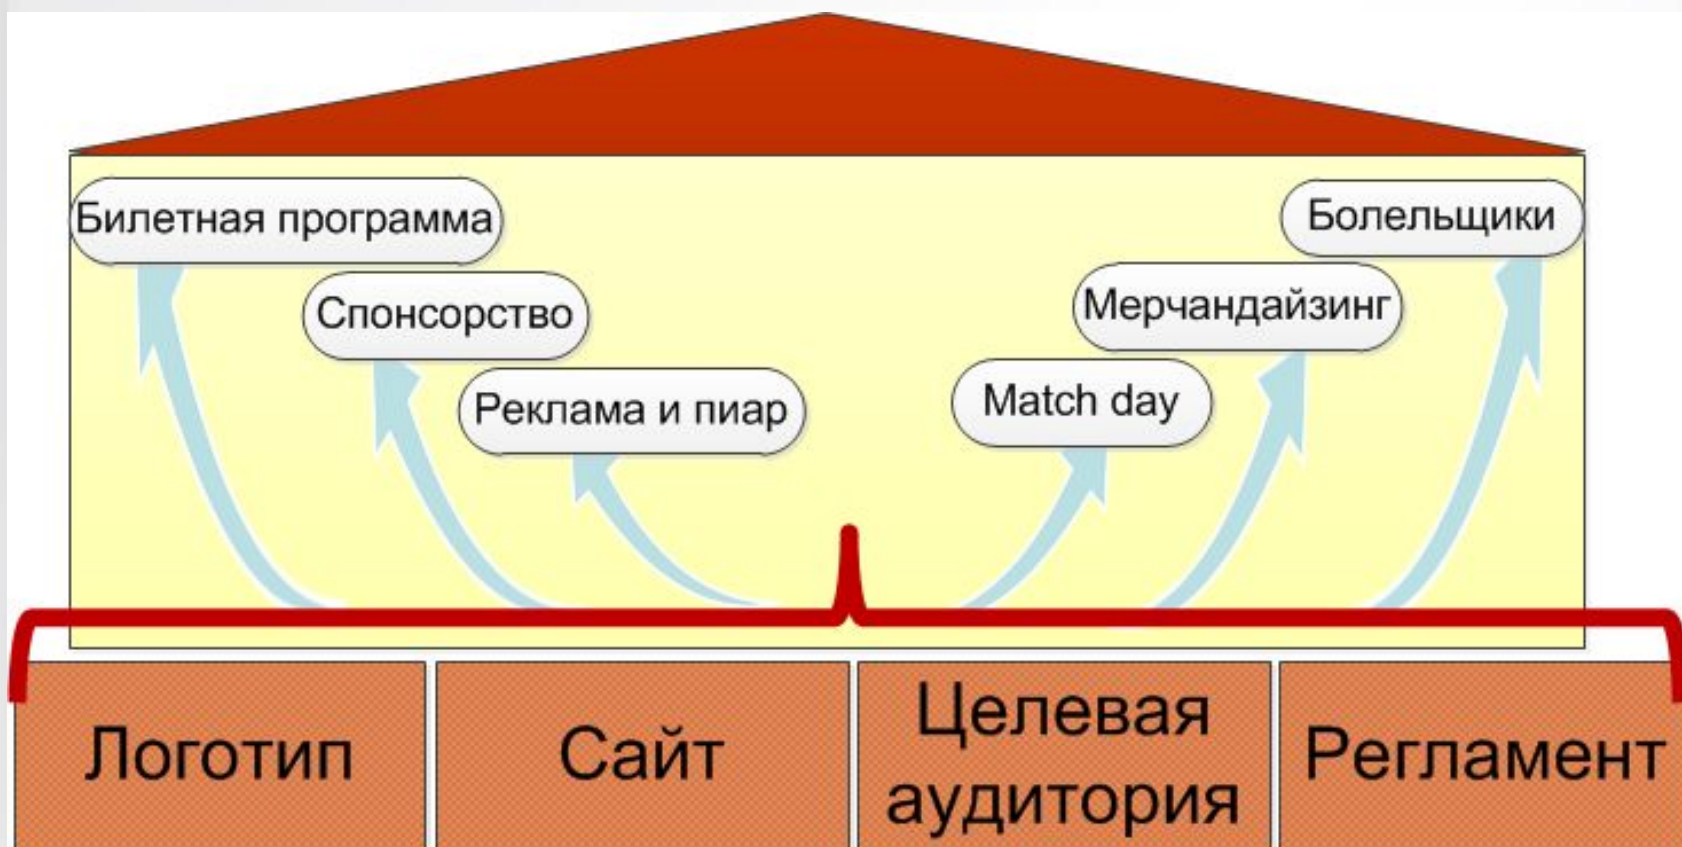 Билетная программа
Болельщики
Спонсорство
Мерчандайзинг
Реклама и пиар
Match day
Логотип
Сайт
Целевая
аудитория
Регламент